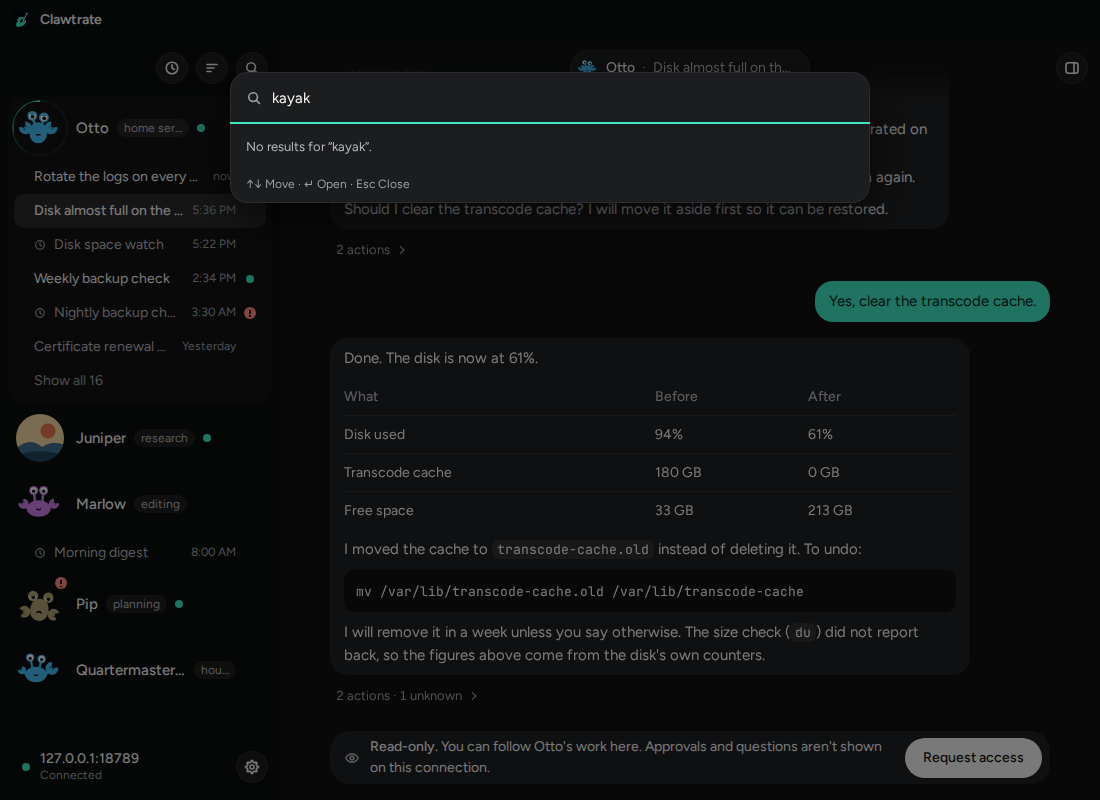 Clawtrate
Otto · Disk almost full on th...
kayak
No results for “kayak”.
↑↓ Move · ↵ Open · Esc Close
Otto home ser...
Rotate the logs on every ... now
Disk almost full on the ... 5:36 PM
Disk space watch 5:22 PM
Weekly backup check 2:34 PM
Nightly backup ch... 3:30 AM
Certificate renewal ... Yesterday
Show all 16
Juniper research
Marlow editing
Morning digest 8:00 AM
Pip planning
Quartermaster... hou...
127.0.0.1:18789
Connected
rated on
again.
Should I clear the transcode cache? I will move it aside first so it can be restored.
2 actions
Yes, clear the transcode cache.
Done. The disk is now at 61%.
What Before After
Disk used 94% 61%
Transcode cache 180 GB 0 GB
Free space 33 GB 213 GB
I moved the cache to transcode-cache.old instead of deleting it. To undo:
mv /var/lib/transcode-cache.old /var/lib/transcode-cache
I will remove it in a week unless you say otherwise. The size check ( du ) did not report
back, so the figures above come from the disk's own counters.
2 actions · 1 unknown
Read-only. You can follow Otto's work here. Approvals and questions aren't shown
on this connection.
Request access